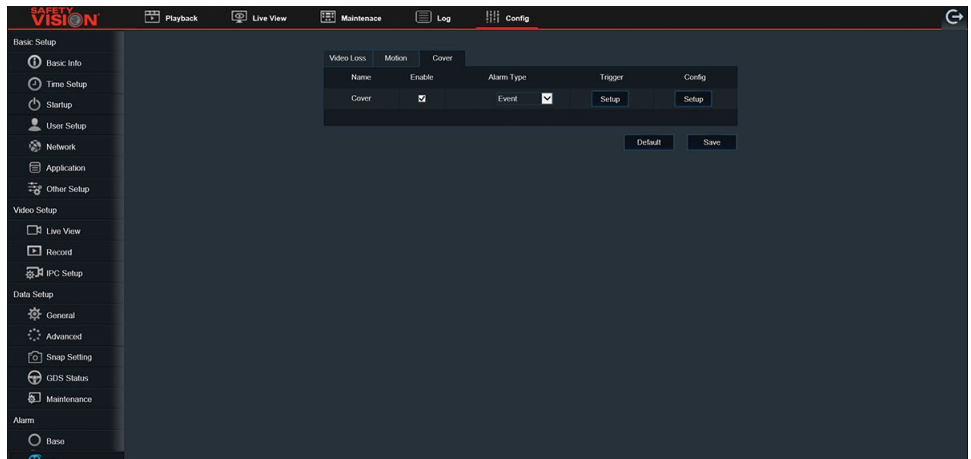 SAFETY
VISION
Playback
Live View
Maintenace
Log
Config
Basic Setup
Basic Info
Time Setup
Startup
User Setup
Network
Application
Other Setup
Video Setup
Live View
Record
IPC Setup
Data Setup
General
Advanced
Snap Setting
GDS Status
Maintenance
Alarm
Base
Video Loss Motion Cover
Name Enable Alarm Type Trigger Config
Cover Event Setup Setup
Default Save